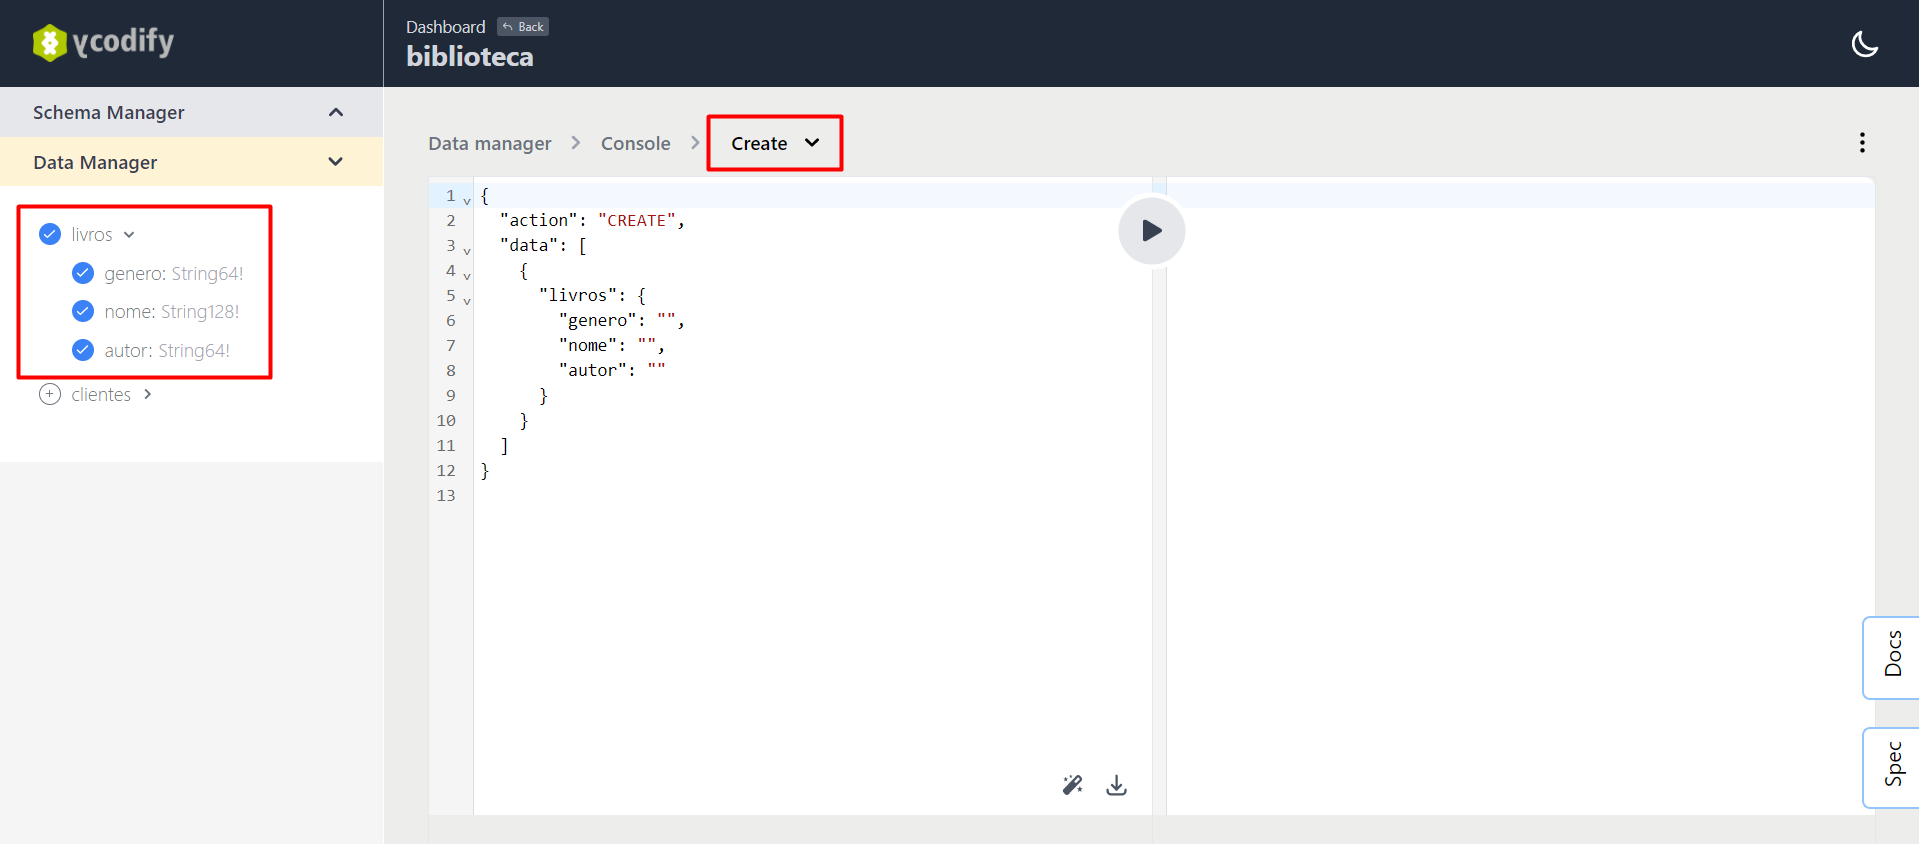 ycodify
Dashboard
Back
biblioteca
Schema Manager
Data Manager
livros
genero: String64!
nome: String128!
autor: String64!
clientes
Data manager
Console
Create
1 {
2   "action": "CREATE",
3   "data": [
4     {
5       "livros": {
6         "genero": "",
7         "nome": "",
8         "autor": ""
9       }
10     }
11   ]
12 }
13
Docs
Spec